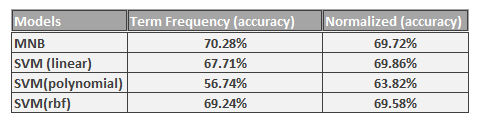 Models Term Frequency (accuracy) Normalized (accuracy)
MNB 70.28% 69.72%
SVM (linear) 67.71% 69.86%
SVM(polynomial) 56.74% 63.82%
SVM(rbf) 69.24% 69.58%